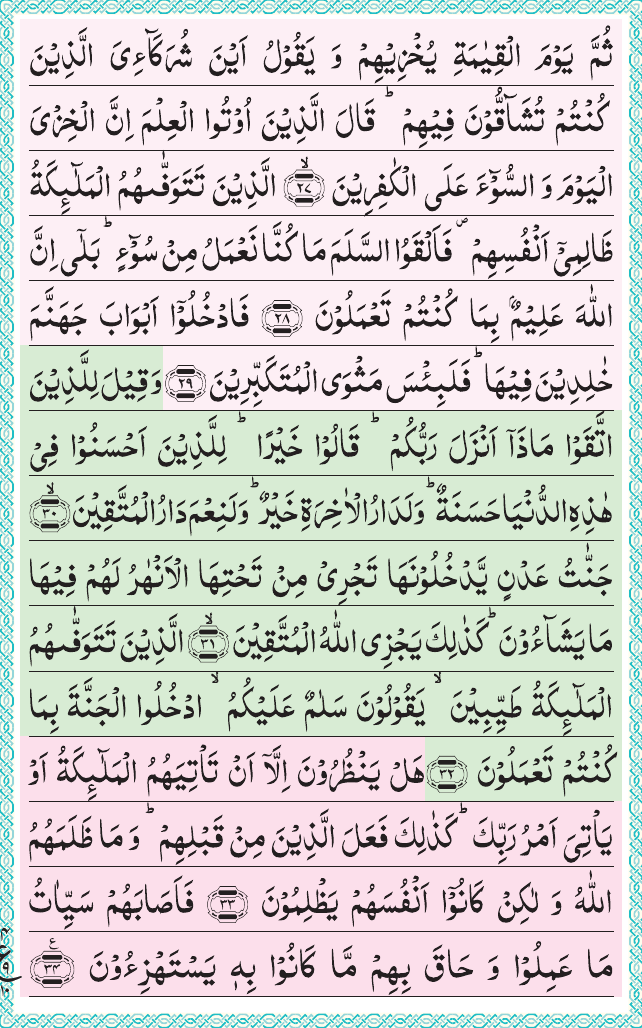 ثُمَّ يَوْمَ الْقِيٰمَةِ يُخْزِيْهِمْ وَ يَقُوْلُ اَيْنَ شُرَكَآءِىَ الَّذِيْنَ
كُنْتُمْ تُشَآقُّوْنَ فِيْهِمْ ؕ قَالَ الَّذِيْنَ اُوْتُوا الْعِلْمَ اِنَّ الْخِزْىَ
الْيَوْمَ وَ السُّوْٓءَ عَلَى الْكٰفِرِيْنَ ۙ۝۲۷ الَّذِيْنَ تَتَوَفّٰىهُمُ الْمَلٰٓىِٕكَةُ
ظَالِمِىْٓ اَنْفُسِهِمْ ۪ فَاَلْقَوُا السَّلَمَ مَا كُنَّا نَعْمَلُ مِنْ سُوْٓءٍ ؕ بَلٰٓى اِنَّ
اللّٰهَ عَلِيْمٌۢ بِمَا كُنْتُمْ تَعْمَلُوْنَ ۝۲۸ فَادْخُلُوْٓا اَبْوَابَ جَهَنَّمَ
خٰلِدِيْنَ فِيْهَا ؕ فَلَبِئْسَ مَثْوَى الْمُتَكَبِّرِيْنَ ۝۲۹ وَ قِيْلَ لِلَّذِيْنَ
اتَّقَوْا مَاذَاۤ اَنْزَلَ رَبُّكُمْ ؕ قَالُوْا خَيْرًا ؕ لِلَّذِيْنَ اَحْسَنُوْا فِىْ
هٰذِهِ الدُّنْيَا حَسَنَةٌ ؕ وَ لَدَارُ الْاٰخِرَةِ خَيْرٌ ؕ وَ لَنِعْمَ دَارُ الْمُتَّقِيْنَ ۙ۝۳۰
جَنّٰتُ عَدْنٍ يَّدْخُلُوْنَهَا تَجْرِىْ مِنْ تَحْتِهَا الْاَنْهٰرُ لَهُمْ فِيْهَا
مَا يَشَآءُوْنَ ؕ كَذٰلِكَ يَجْزِى اللّٰهُ الْمُتَّقِيْنَ ۙ۝۳۱ الَّذِيْنَ تَتَوَفّٰىهُمُ
الْمَلٰٓىِٕكَةُ طَيِّبِيْنَ ۙ يَقُوْلُوْنَ سَلٰمٌ عَلَيْكُمُ ۙ ادْخُلُوا الْجَنَّةَ بِمَا
كُنْتُمْ تَعْمَلُوْنَ ۝۳۲ هَلْ يَنْظُرُوْنَ اِلَّاۤ اَنْ تَاْتِيَهُمُ الْمَلٰٓىِٕكَةُ اَوْ
يَاْتِىَ اَمْرُ رَبِّكَ ؕ كَذٰلِكَ فَعَلَ الَّذِيْنَ مِنْ قَبْلِهِمْ ؕ وَ مَا ظَلَمَهُمُ
اللّٰهُ وَ لٰكِنْ كَانُوْۤا اَنْفُسَهُمْ يَظْلِمُوْنَ ۝۳۳ فَاَصَابَهُمْ سَيِّاٰتُ
مَا عَمِلُوْا وَ حَاقَ بِهِمْ مَّا كَانُوْا بِهٖ يَسْتَهْزِءُوْنَ ۝۳۴ ع